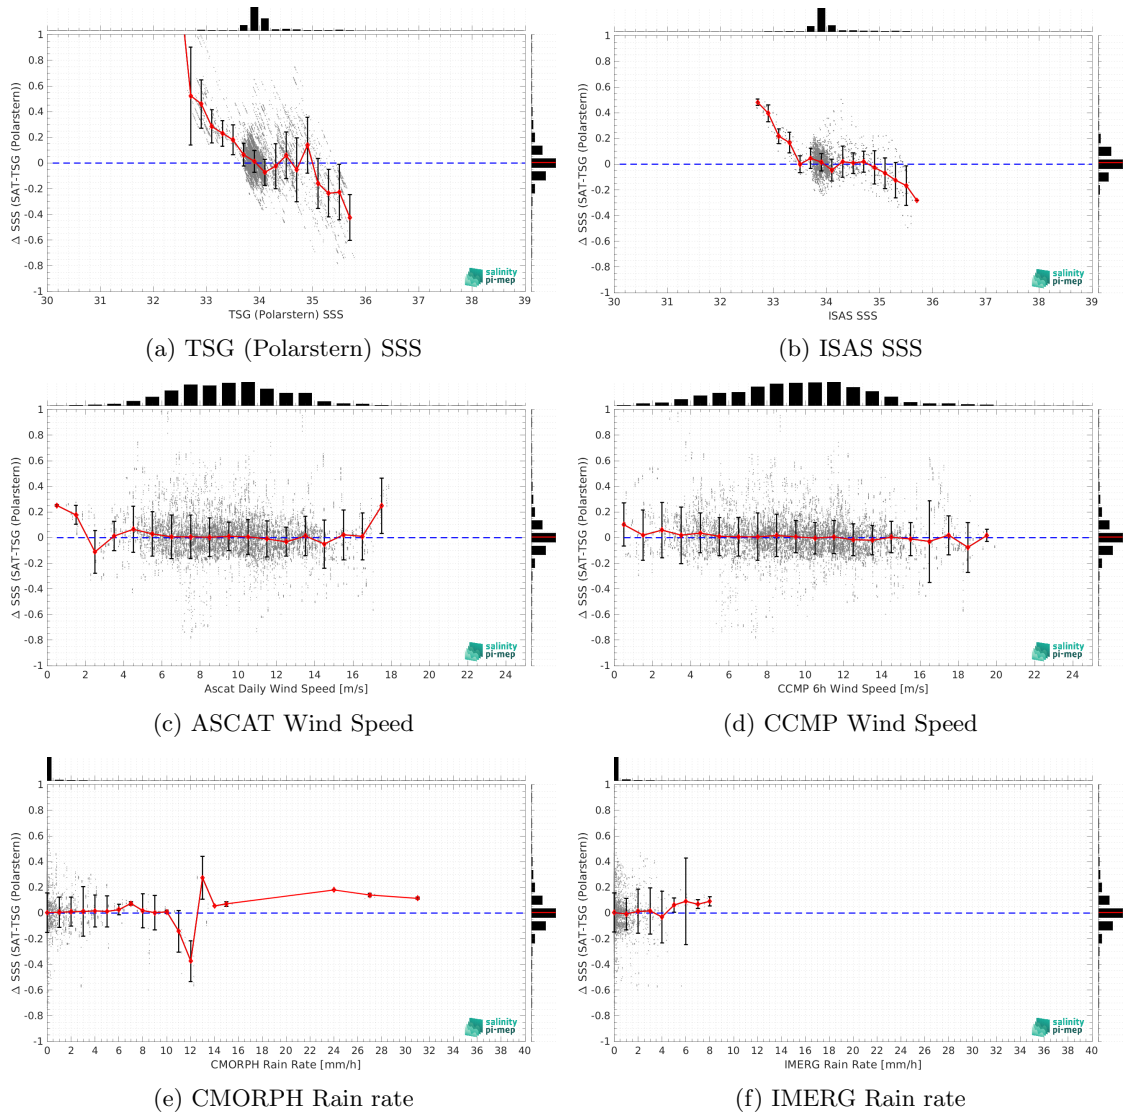 Δ SSS (SAT-TSG (Polarstern))
1
0.8
0.6
0.4
0.2
0
-0.2
-0.4
-0.6
-0.8
-1
salinity
pi-mep
30 31 32 33 34 35 36 37 38 39
TSG (Polarstern) SSS
(a) TSG (Polarstern) SSS
Δ SSS (SAT-TSG (Polarstern))
1
0.8
0.6
0.4
0.2
0
-0.2
-0.4
-0.6
-0.8
-1
salinity
pi-mep
30 31 32 33 34 35 36 37 38 39
ISAS SSS
(b) ISAS SSS
Δ SSS (SAT-TSG (Polarstern))
1
0.8
0.6
0.4
0.2
0
-0.2
-0.4
-0.6
-0.8
-1
salinity
pi-mep
0 2 4 6 8 10 12 14 16 18 20 22 24
Ascat Daily Wind Speed [m/s]
(c) ASCAT Wind Speed
Δ SSS (SAT-TSG (Polarstern))
1
0.8
0.6
0.4
0.2
0
-0.2
-0.4
-0.6
-0.8
-1
salinity
pi-mep
0 2 4 6 8 10 12 14 16 18 20 22 24
CCMP 6h Wind Speed [m/s]
(d) CCMP Wind Speed
Δ SSS (SAT-TSG (Polarstern))
1
0.8
0.6
0.4
0.2
0
-0.2
-0.4
-0.6
-0.8
-1
salinity
pi-mep
0 2 4 6 8 10 12 14 16 18 20 22 24 26 28 30 32 34 36 38 40
CMORPH Rain Rate [mm/h]
(e) CMORPH Rain rate
Δ SSS (SAT-TSG (Polarstern))
1
0.8
0.6
0.4
0.2
0
-0.2
-0.4
-0.6
-0.8
-1
salinity
pi-mep
0 2 4 6 8 10 12 14 16 18 20 22 24 26 28 30 32 34 36 38 40
IMERG Rain Rate [mm/h]
(f) IMERG Rain rate